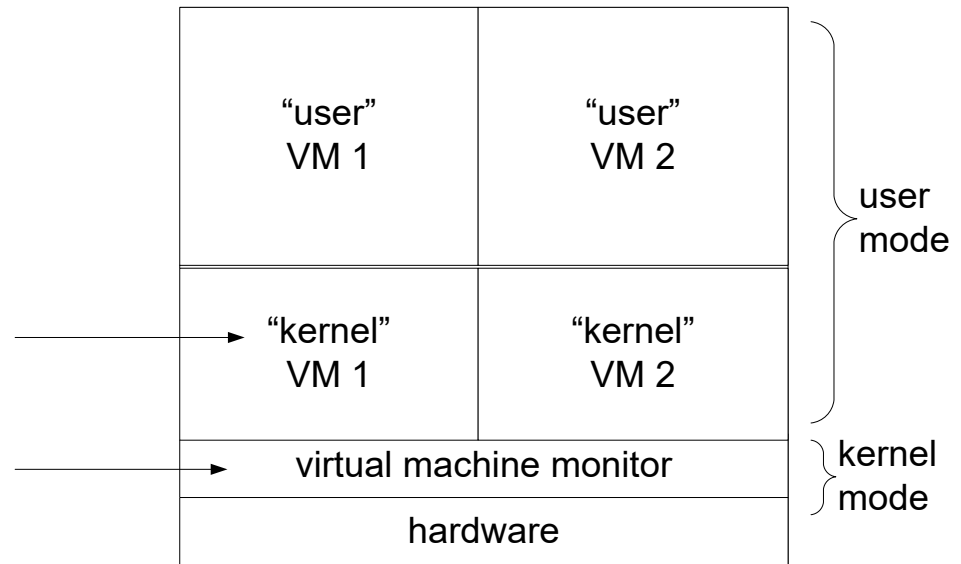 “user”
VM 1
“user”
VM 2
user
mode
“kernel”
VM 1
“kernel”
VM 2
virtual machine monitor
kernel
mode
hardware